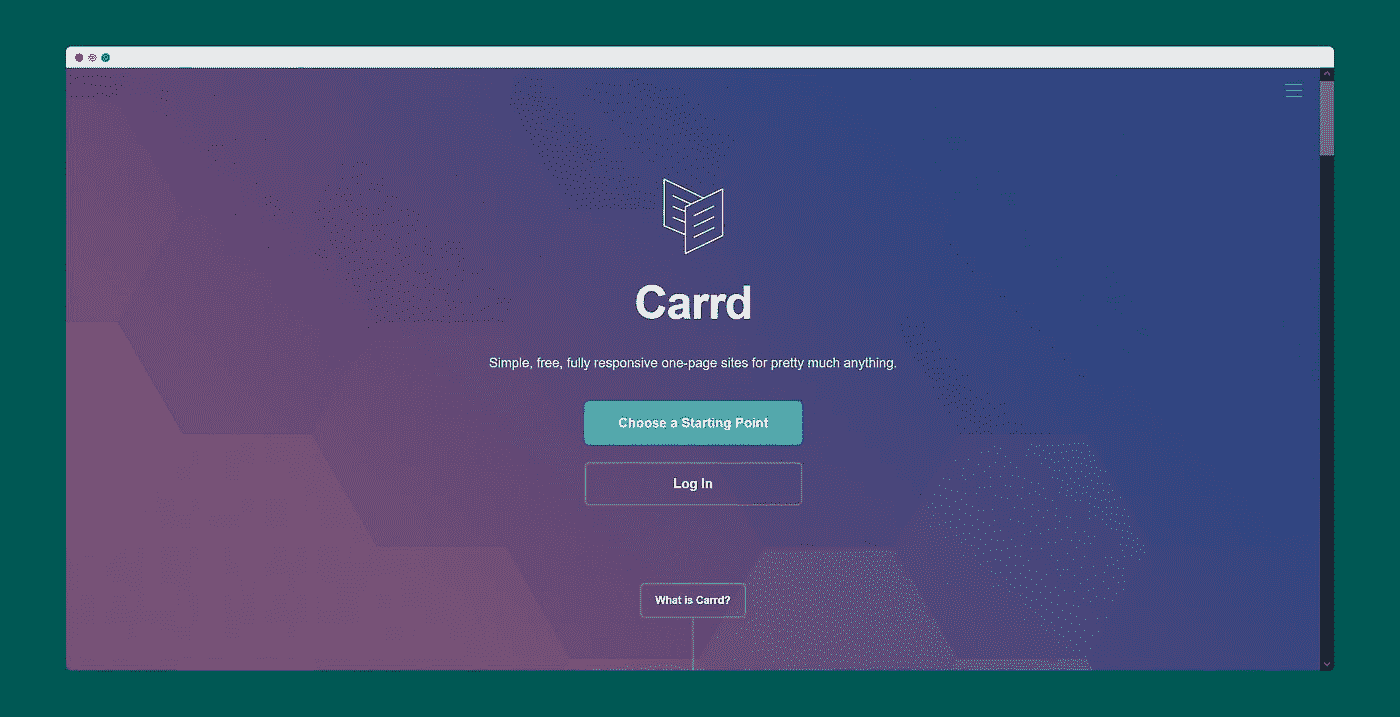 Carrd
Simple, free, fully responsive one-page sites for pretty much anything.
Choose a Starting Point
Log In
What is Carrd?